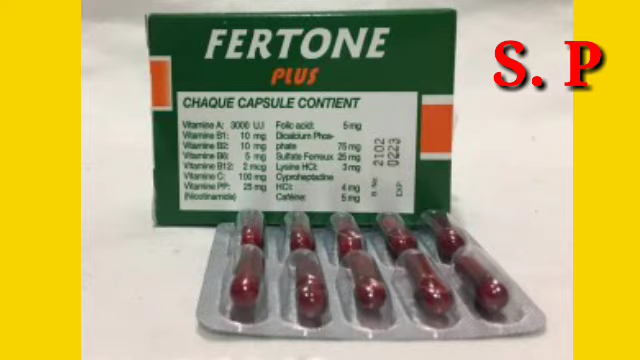 FERTONE
PLUS
S. P
CHAQUE CAPSULE CONTIENT
Vitamine A: 3000 U.I
Vitamine B1: 10 mg
Vitamine B2: 10 mg
Vitamine B6: 5 mg
Vitamine B12: 2 mcg
Vitamine C: 100 mg
Vitamine PP: 25 mg
(Nicotinamide)
Folic acid: 5 mg
Dicalcium Phos-
phate 75 mg
Sulfate Ferreux 25 mg
Lysine HCl: 3 mg
Cyproheptadine
HCl: 4 mg
Caféine: 5 mg
B. No: 2102
EXP 0223